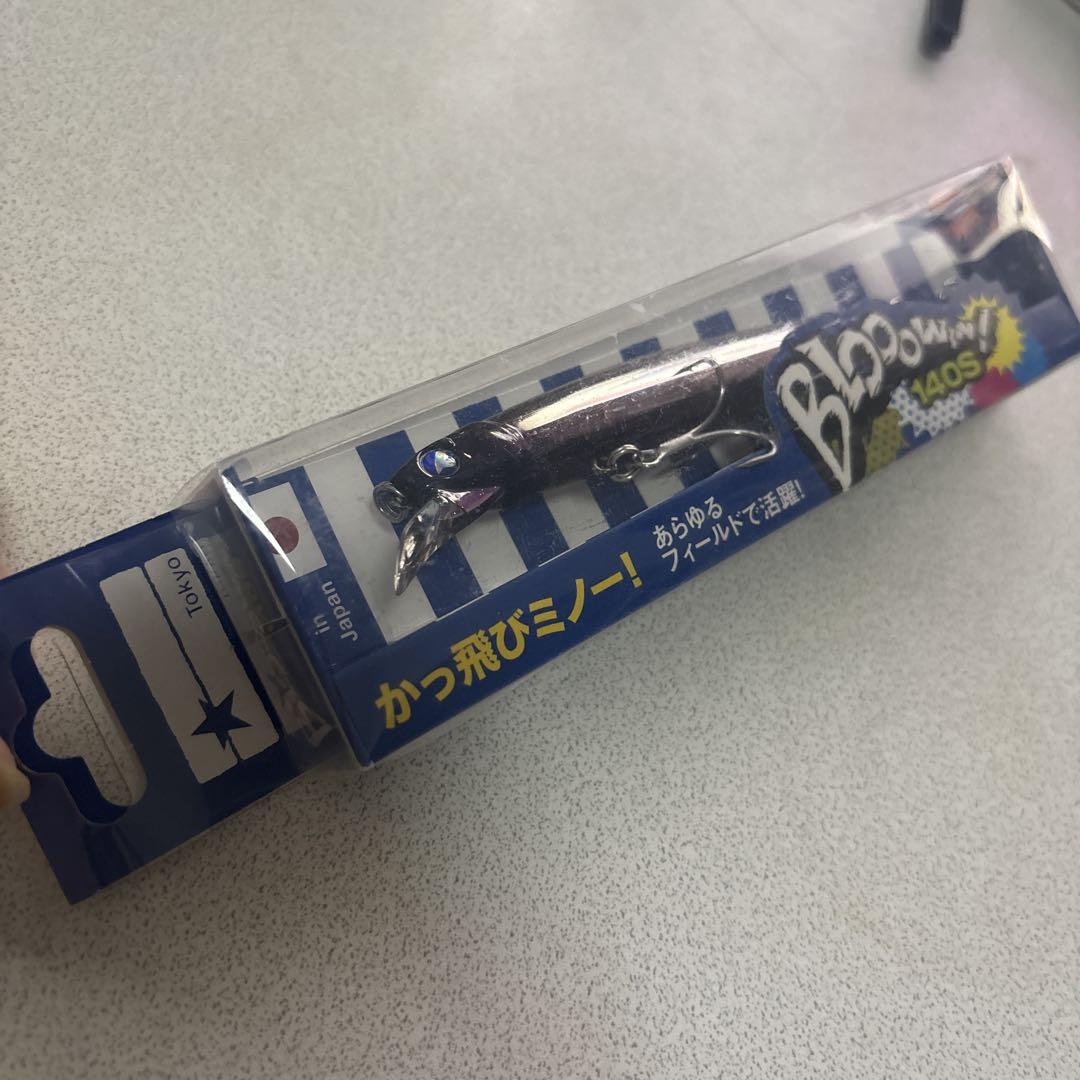 Tokyo
in
Japan
かっ飛びミノー!
あらゆる
フィールドで活躍!
BlooowIN!
140S